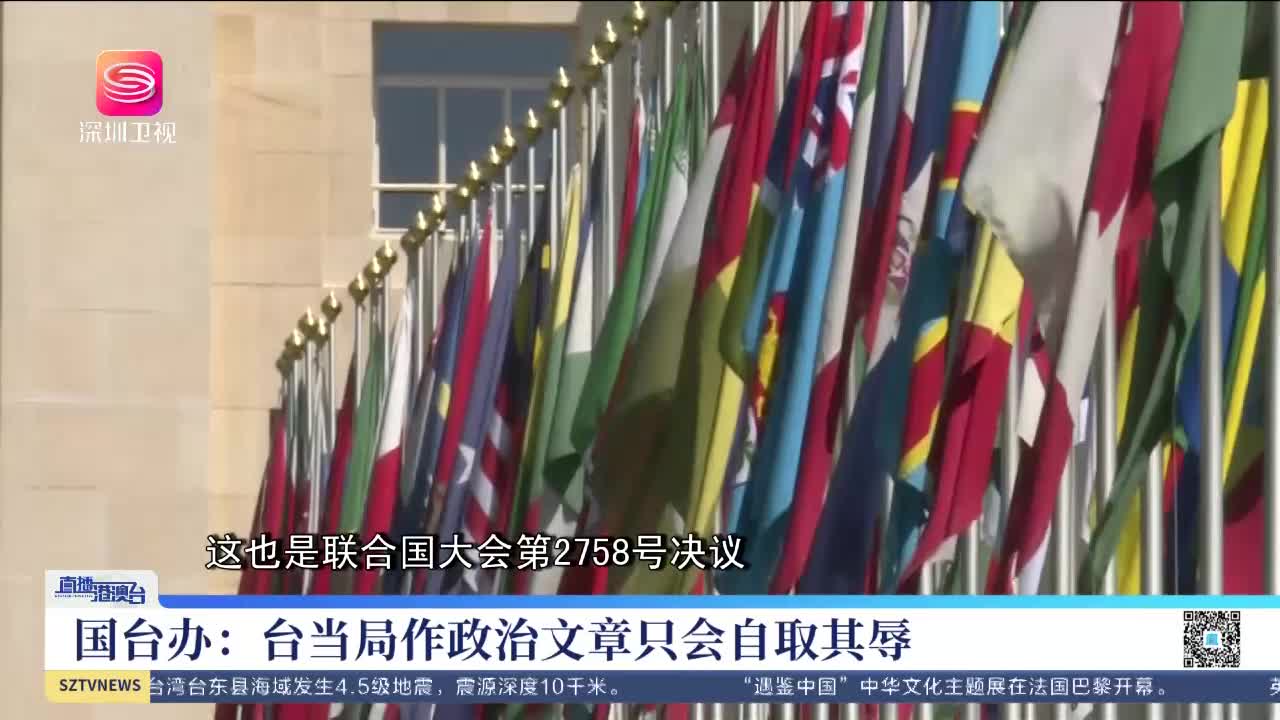 深圳卫视
这也是联合国大会第2758号决议
直播港澳台
国台办：台当局作政治文章只会自取其辱
SZTVNEWS
台湾台东县海域发生4.5级地震，震源深度10千米。 “遇鉴中国”中华文化主题展在法国巴黎开幕。